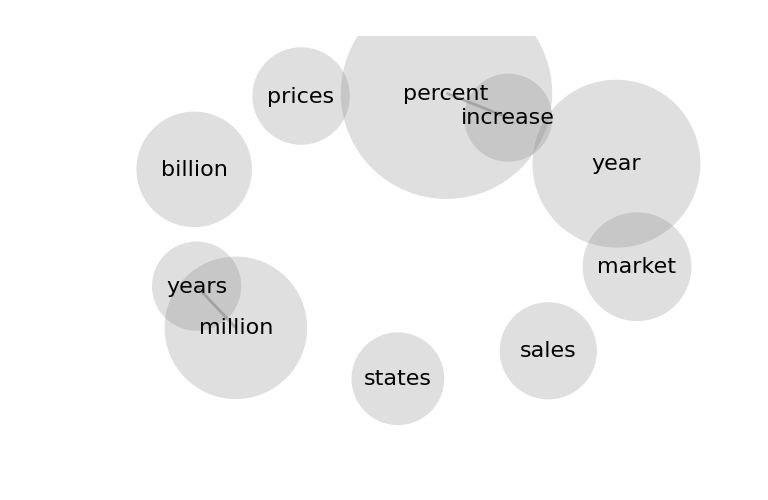 percent
prices
increase
year
billion
market
years
million
sales
states